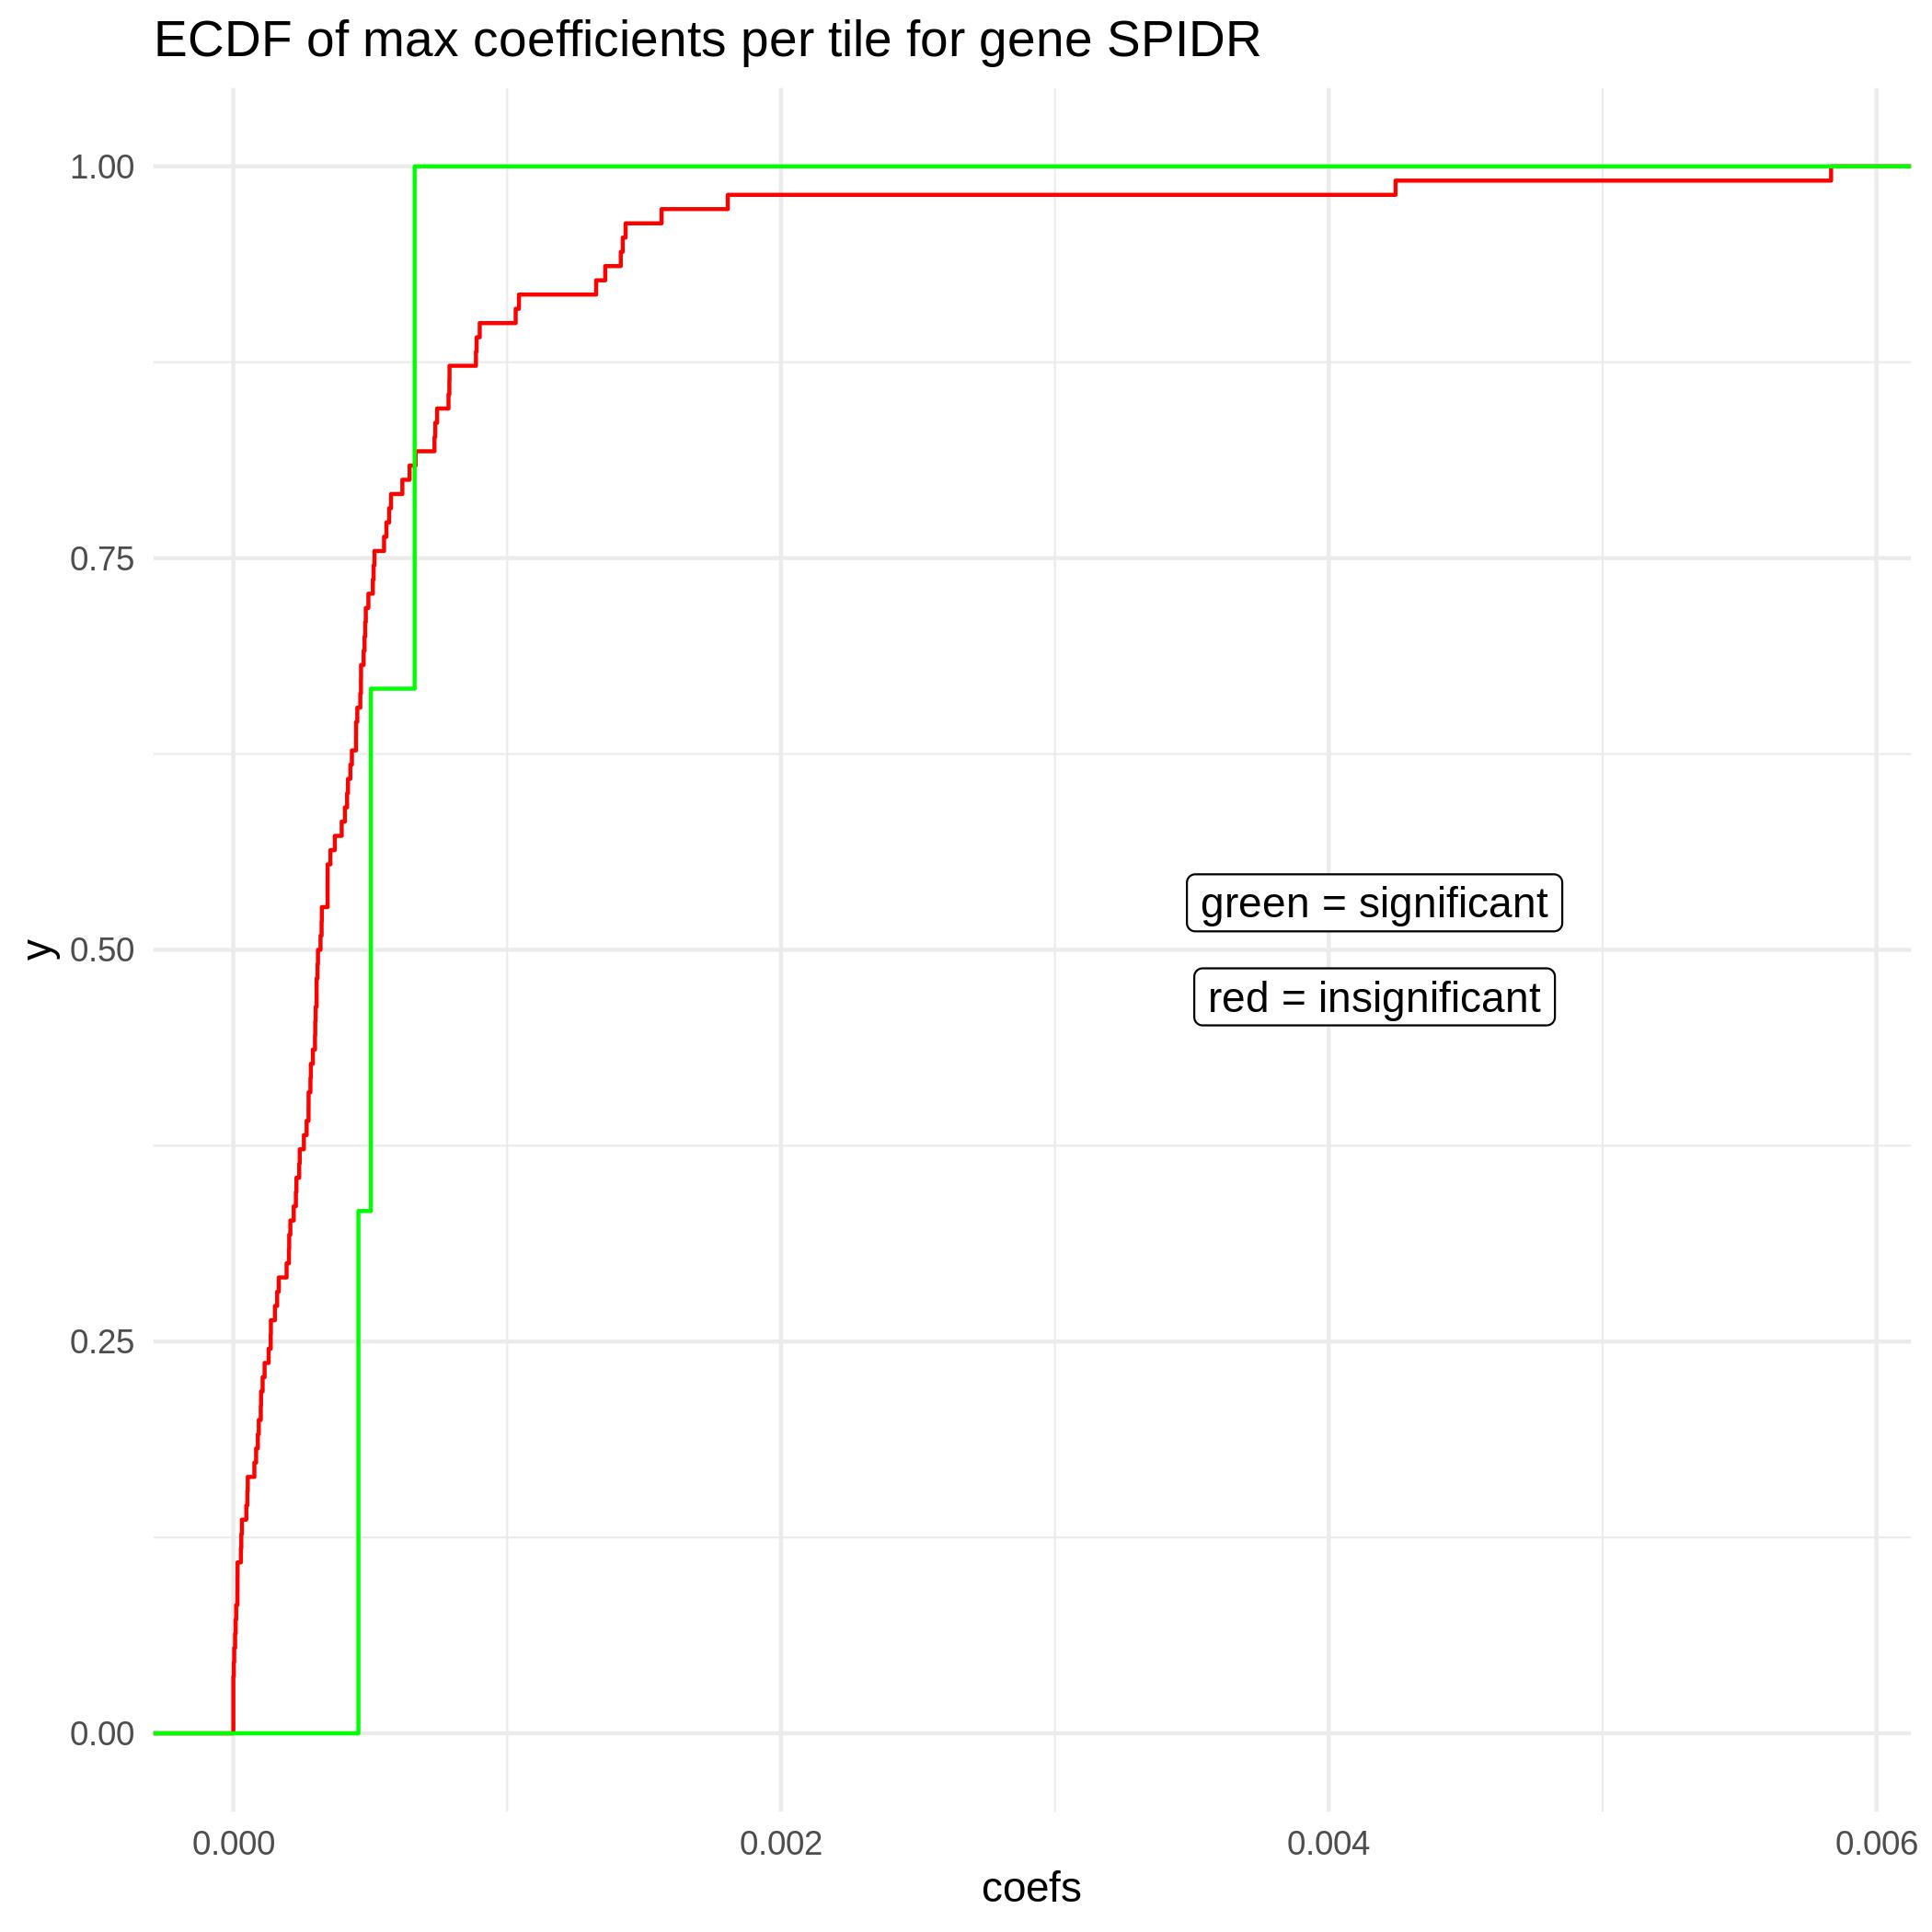 ECDF of max coefficients per tile for gene SPIDR
1.00
0.75
0.50
0.25
0.00
y
green = significant
red = insignificant
0.000 0.002 0.004 0.006
coefs